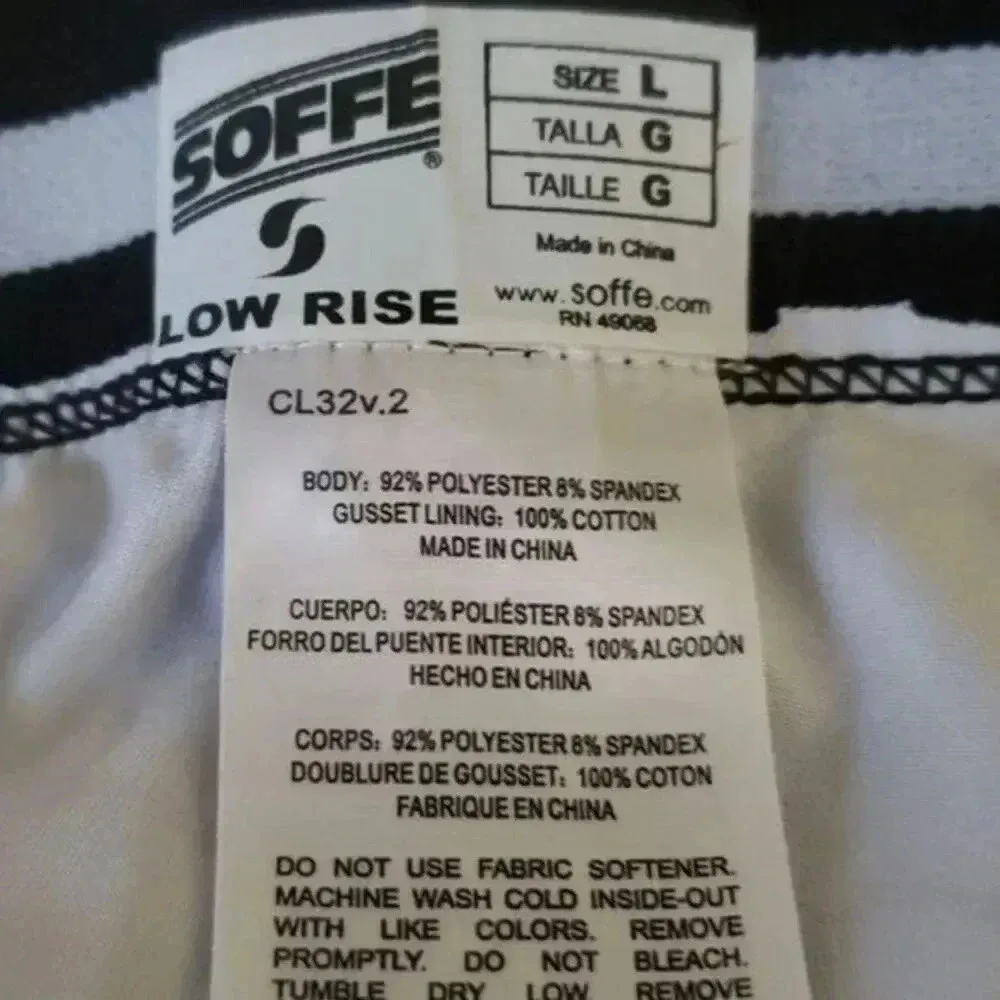 SOFFE®
LOW RISE
SIZE L
TALLA G
TAILLE G
Made in China
www.soffe.com
RN 49068
CL32v.2
BODY: 92% POLYESTER 8% SPANDEX
GUSSET LINING: 100% COTTON
MADE IN CHINA
CUERPO: 92% POLIÉSTER 8% SPANDEX
FORRO DEL PUENTE INTERIOR: 100% ALGODÓN
HECHO EN CHINA
CORPS: 92% POLYESTER 8% SPANDEX
DOUBLURE DE GOUSSET: 100% COTON
FABRIQUE EN CHINA
DO NOT USE FABRIC SOFTENER.
MACHINE WASH COLD INSIDE-OUT
WITH LIKE COLORS. REMOVE
PROMPTLY. DO NOT BLEACH.
TUMBLE DRY LOW. REMOVE